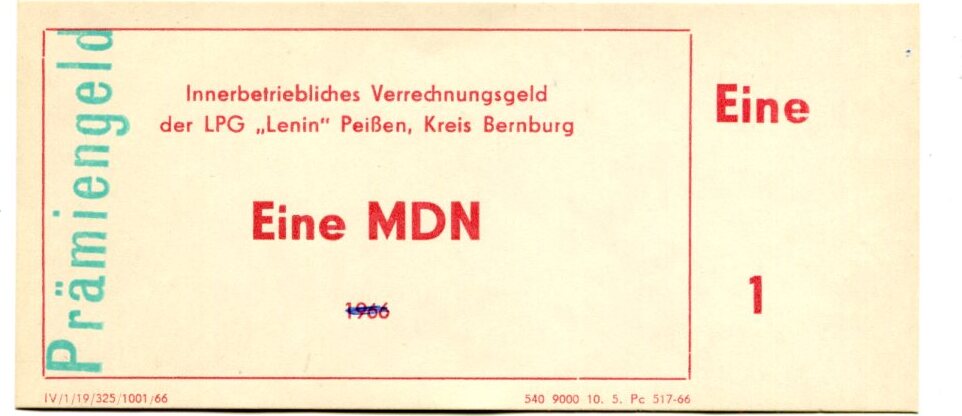 Prämiengeld
Innerbetriebliches Verrechnungsgeld
der LPG „Lenin" Peißen, Kreis Bernburg
Eine MDN
1966
Eine
1
IV/1/19/325/1001/66
540 9000 10. 5. Pc 517-66